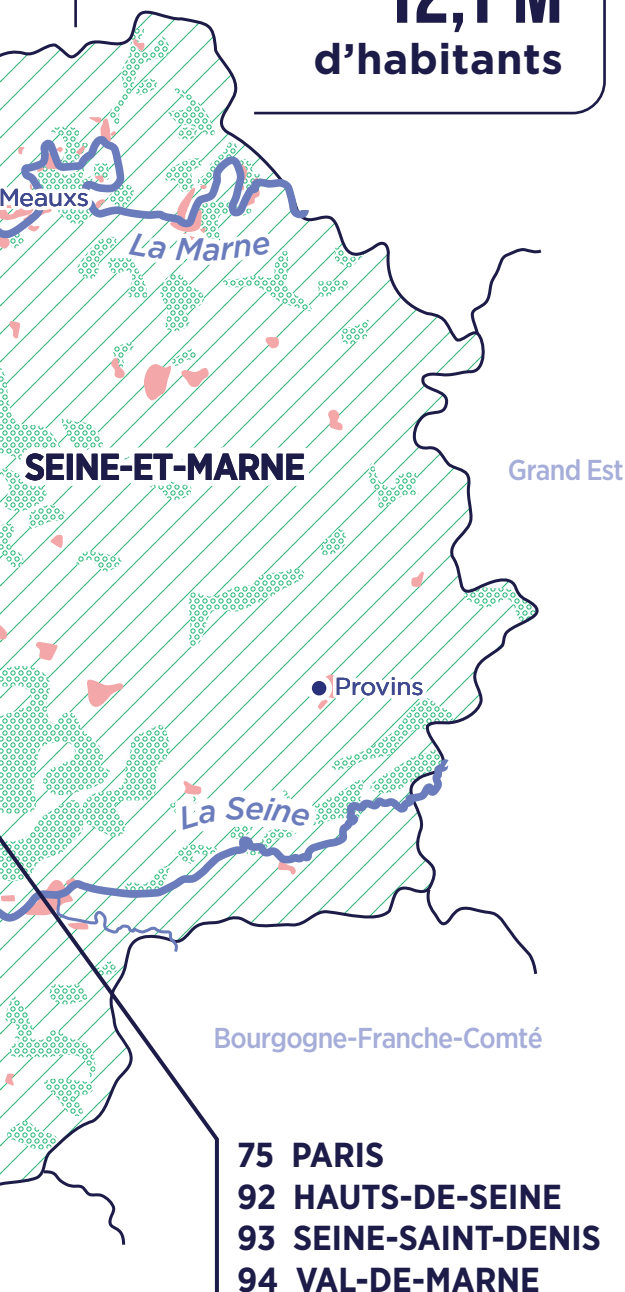 12,1 M
d’habitants
Meauxs
La Marne
SEINE-ET-MARNE
Grand Est
Provins
La Seine
Bourgogne-Franche-Comté
75 PARIS
92 HAUTS-DE-SEINE
93 SEINE-SAINT-DENIS
94 VAL-DE-MARNE